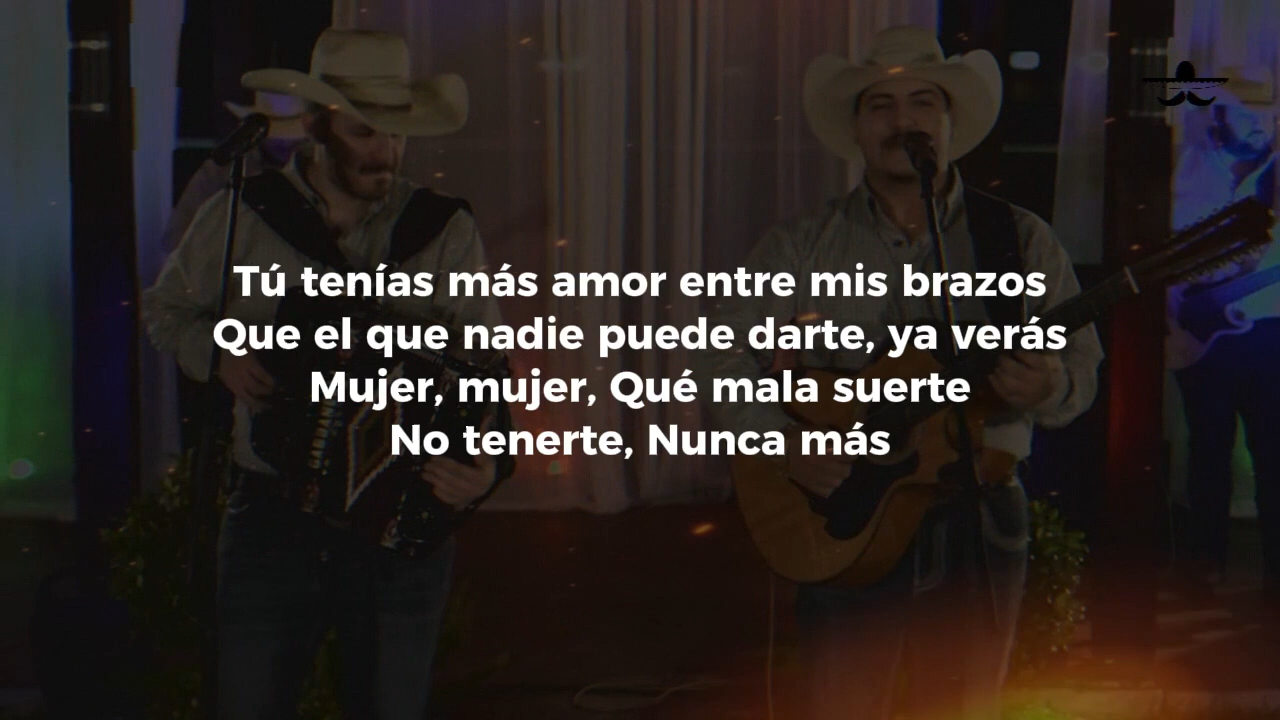 Tú tenías más amor entre mis brazos
Que el que nadie puede darte, ya verás
Mujer, mujer, Qué mala suerte
No tenerte, Nunca más